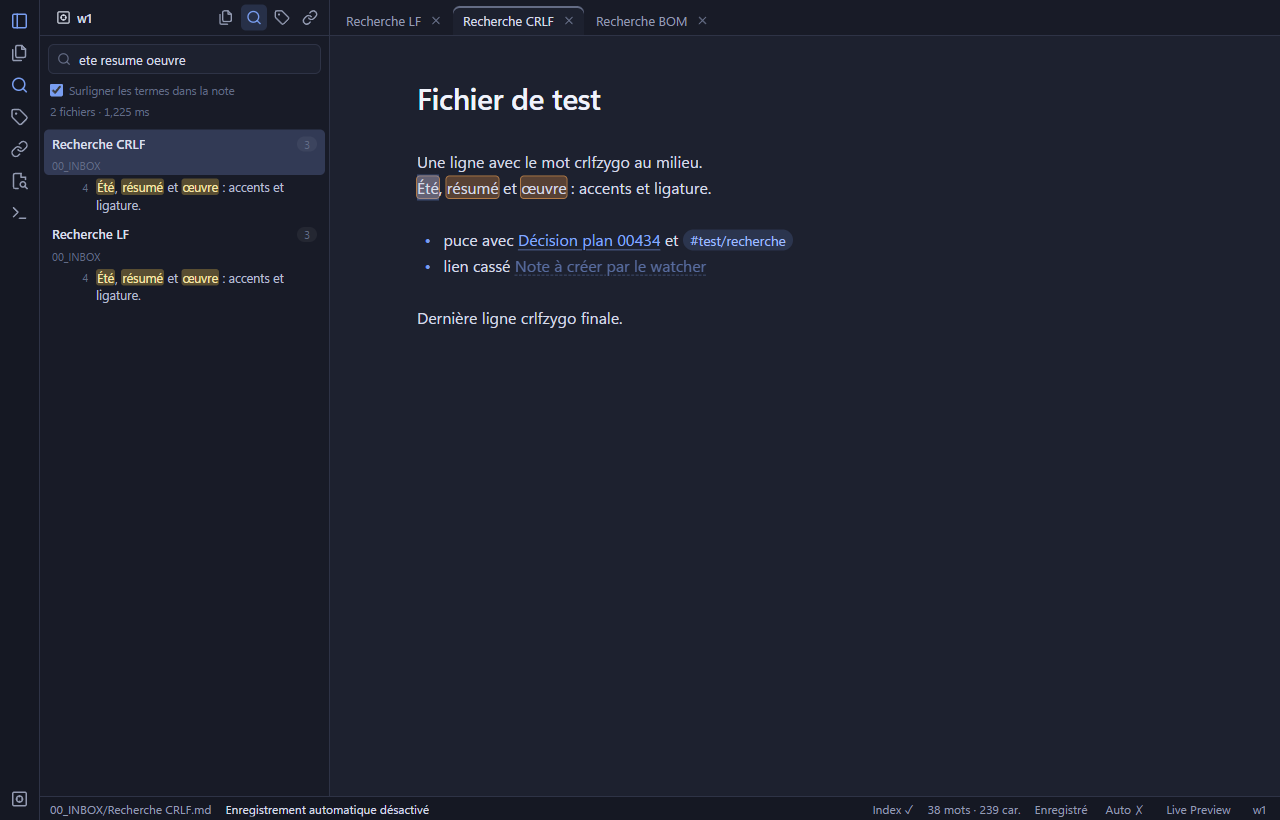 w1
Recherche LF
Recherche CRLF
Recherche BOM
ete resume oeuvre
Surligner les termes dans la note
2 fichiers · 1,225 ms
Recherche CRLF 3
00_INBOX
4 Été, résumé et œuvre : accents et
ligature.
Recherche LF 3
00_INBOX
4 Été, résumé et œuvre : accents et
ligature.
Fichier de test
Une ligne avec le mot crlfzygo au milieu.
Été, résumé et œuvre : accents et ligature.
• puce avec Décision plan 00434 et #test/recherche
• lien cassé Note à créer par le watcher
Dernière ligne crlfzygo finale.
00_INBOX/Recherche CRLF.md Enregistrement automatique désactivé Index ✓ 38 mots · 239 car. Enregistré Auto ✗ Live Preview w1